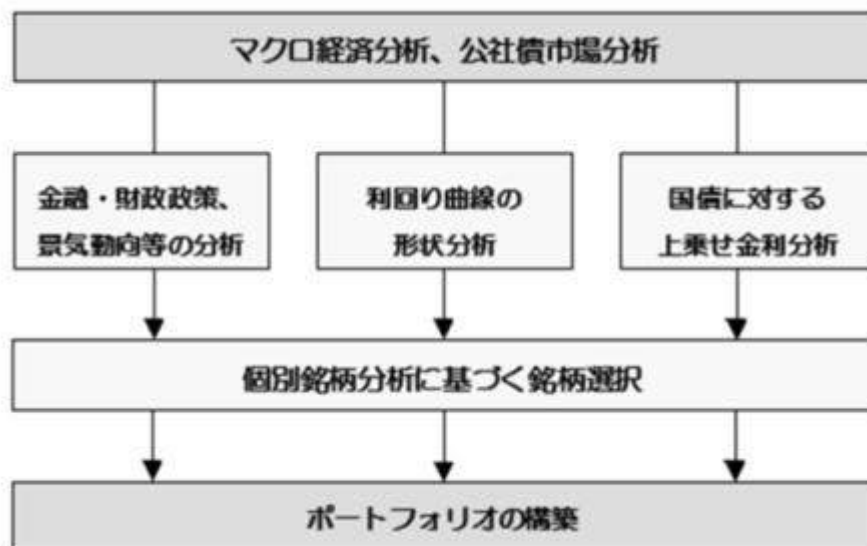 マクロ経済分析、公社債市場分析
金融・財政政策、
景気動向等の分析
利回り曲線の
形状分析
国債に対する
上乗せ金利分析
個別銘柄分析に基づく銘柄選択
ポートフォリオの構築